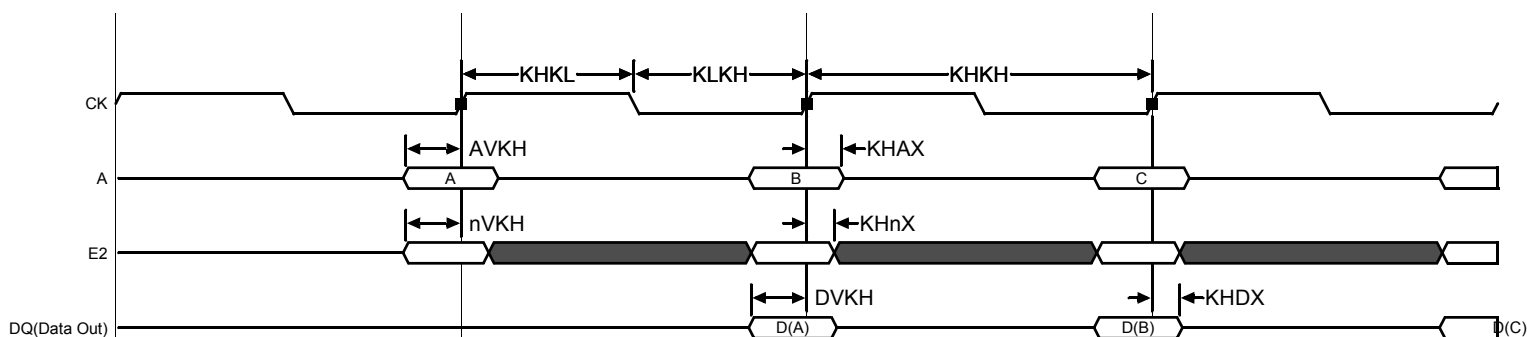 KHKL KLKH KHKH
CK
AVKH KHAX
A A B C
nVKH KHnX
E2
DVKH KHDX
DQ(Data Out) D(A) D(B) D(C)